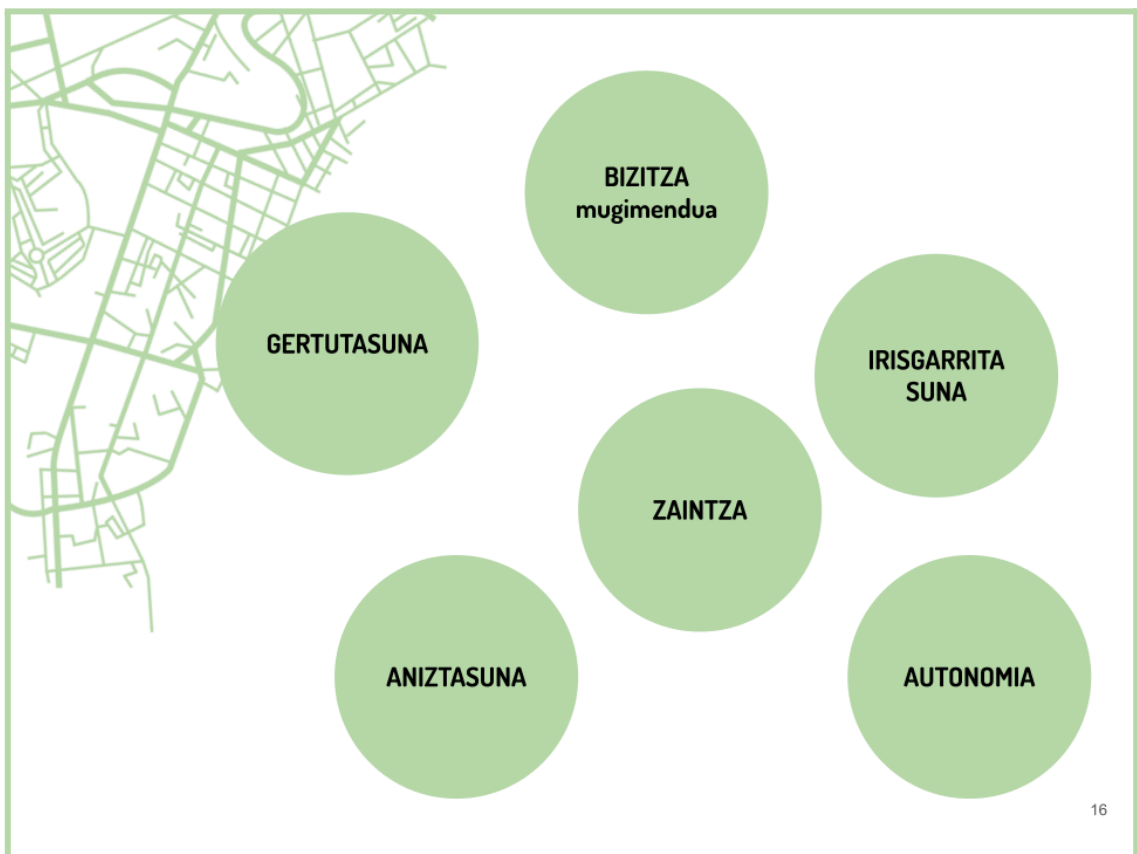 BIZITZA
mugimendua
GERTUTASUNA
IRISGARRITA
SUNA
ZAINTZA
ANIZTASUNA
AUTONOMIA
16